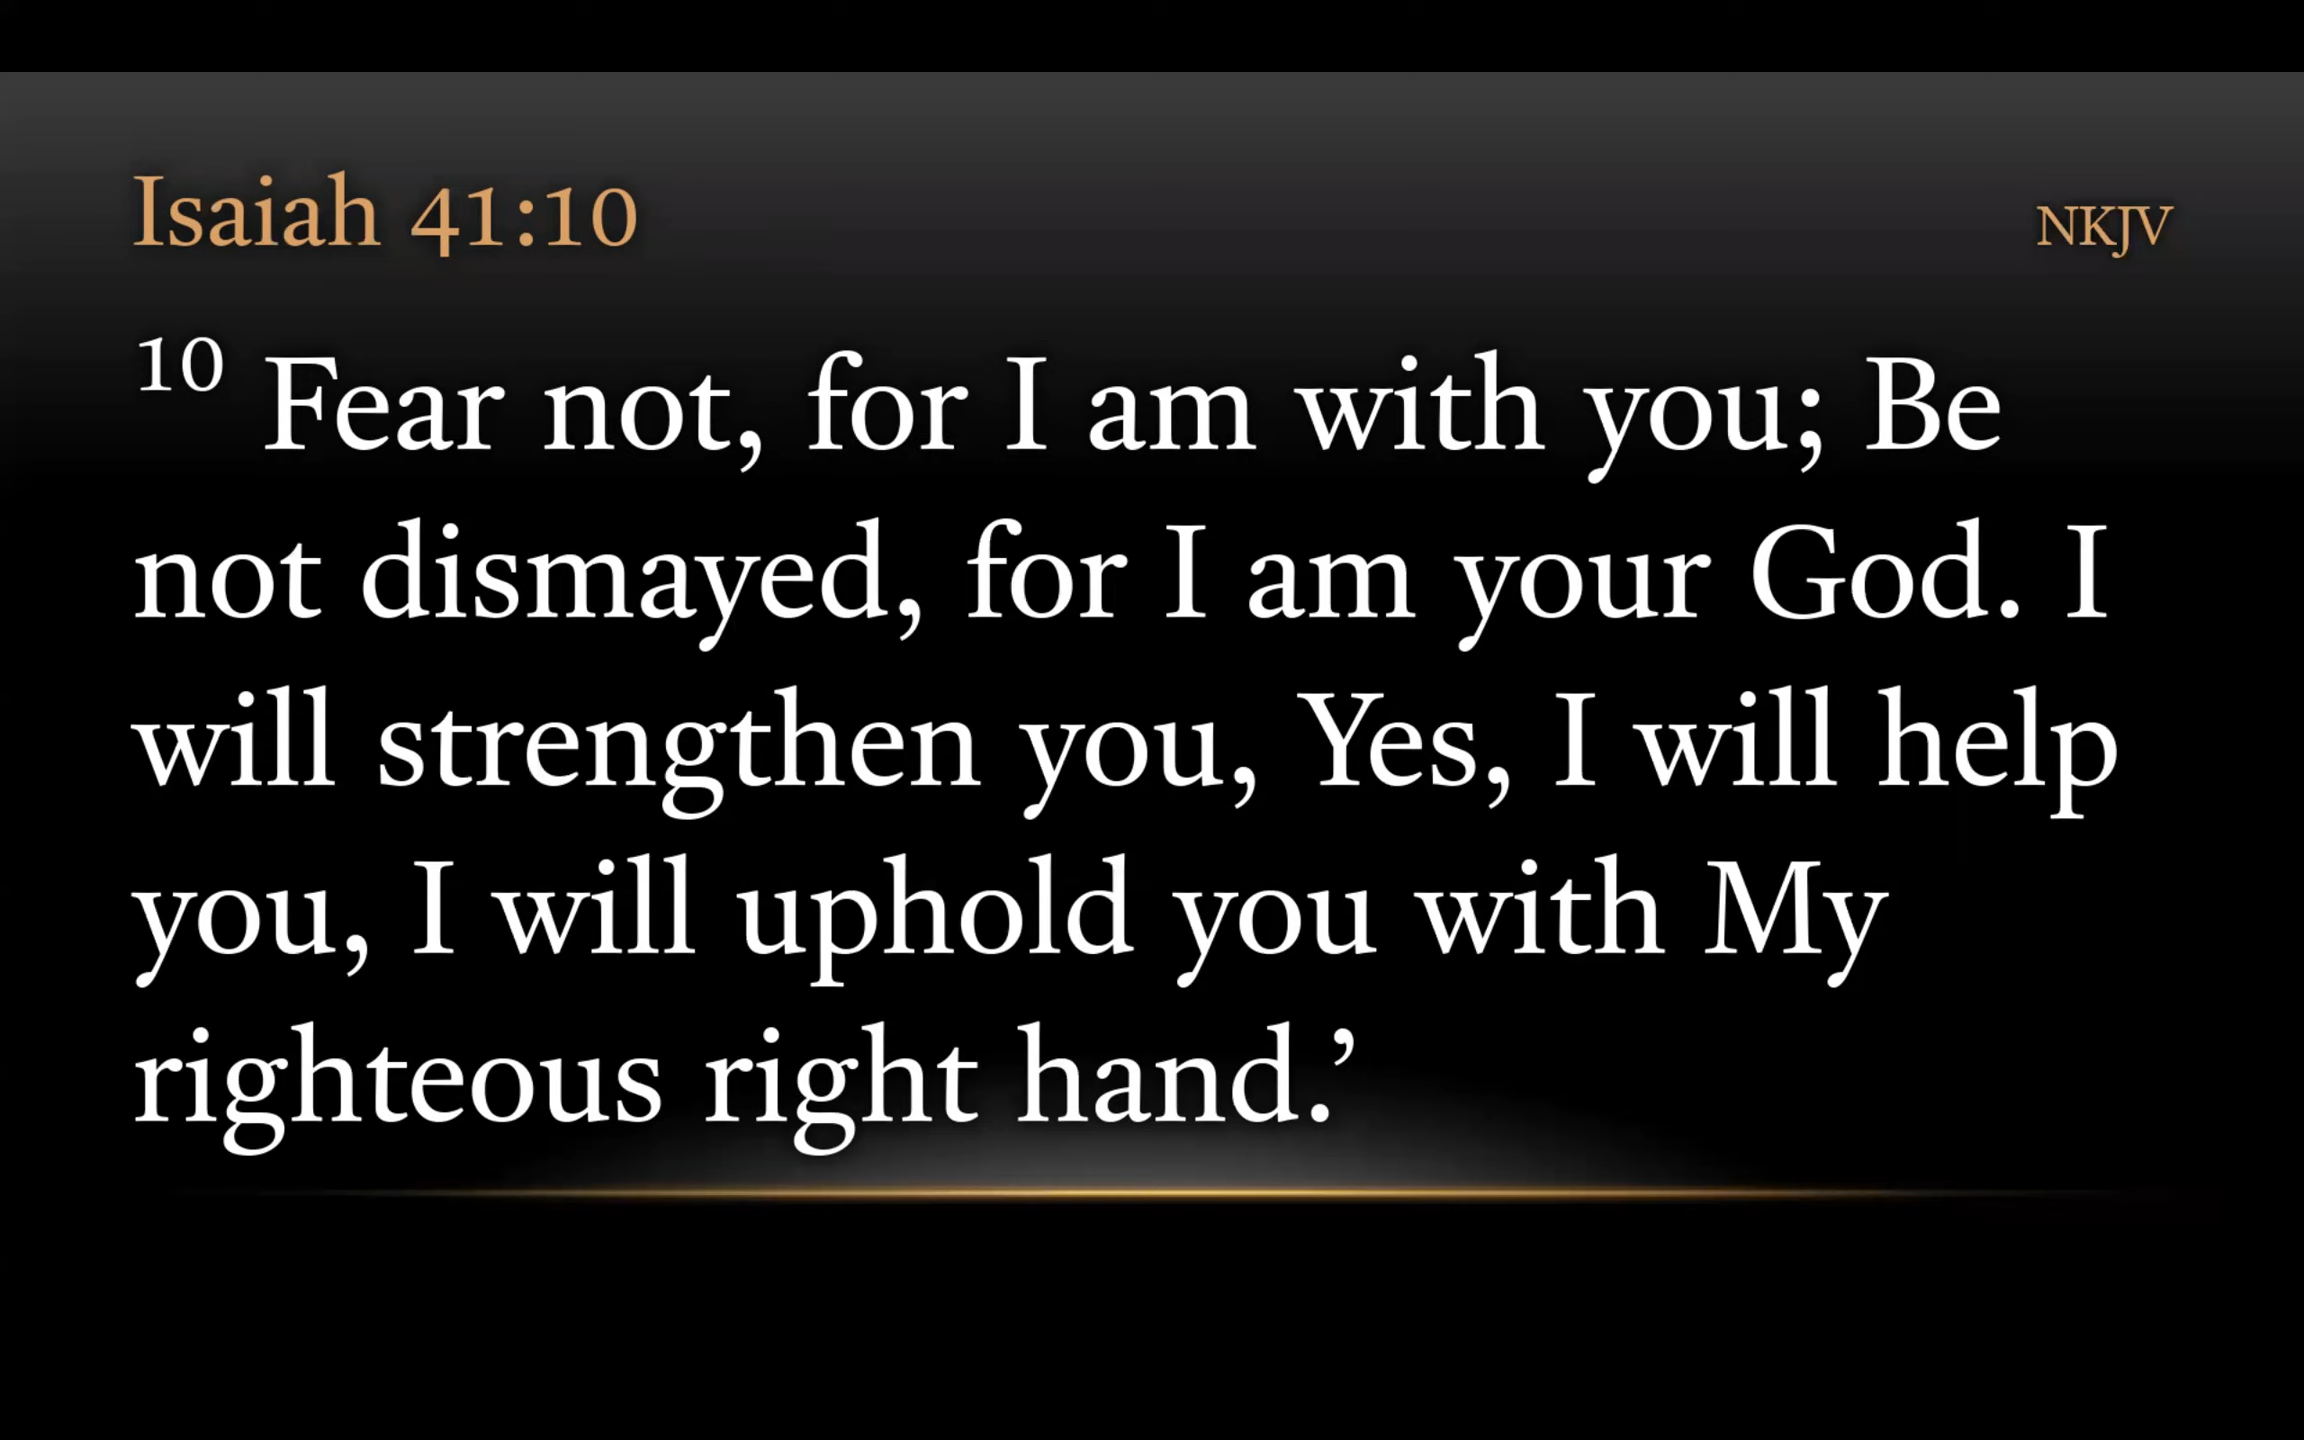 Isaiah 41:10 NKJV
10 Fear not, for I am with you; Be
not dismayed, for I am your God. I
will strengthen you, Yes, I will help
you, I will uphold you with My
righteous right hand.’